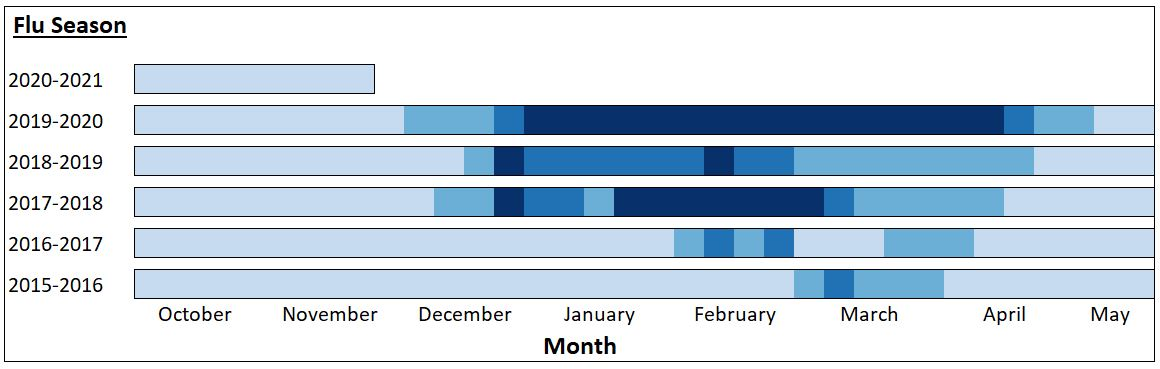 Flu Season
2020-2021
2019-2020
2018-2019
2017-2018
2016-2017
2015-2016
October November December January February March April May
Month